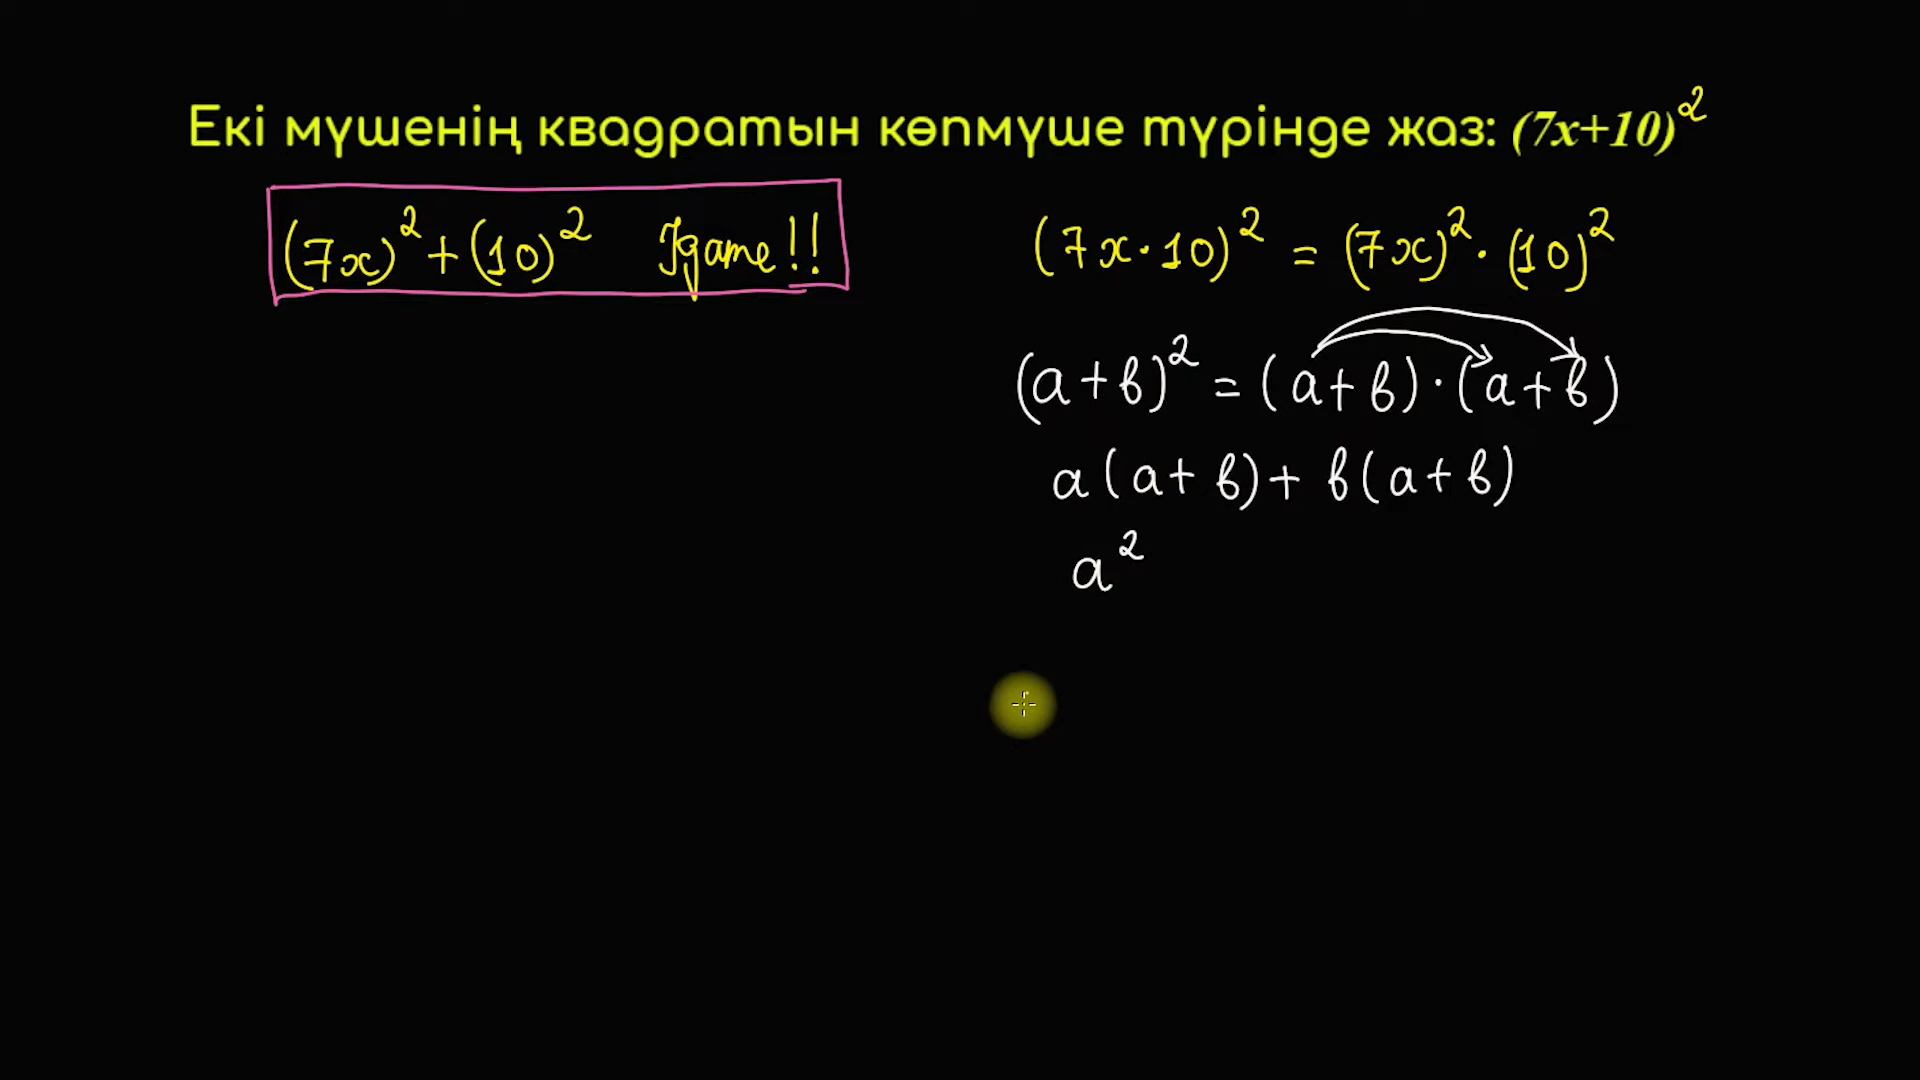 Екі мүшенің квадратын көпмүше түрінде жаз: (7x+10)²
(7x)² + (10)² Қате!!
(7x·10)² = (7x)²·(10)²
(a+в)² = (a+в)·(a+в)
a(a+в)+ в(a+в)
a²